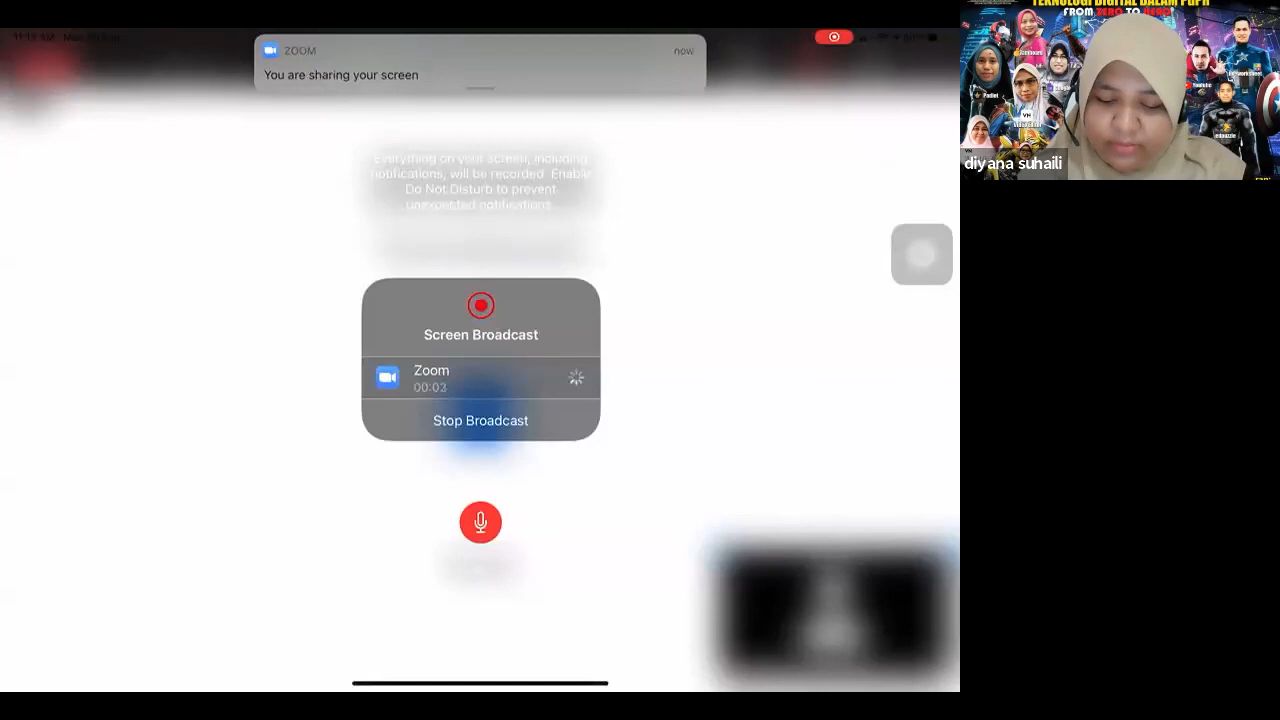 ZOOM
now
You are sharing your screen
Everything on your screen, including
notifications, will be recorded. Enable
Do Not Disturb to prevent
unexpected notifications.
Screen Broadcast
Zoom
00:03
Stop Broadcast
TEKNOLOGI DIGITAL DALAM PDPR
FROM ZERO TO HERO
diyana suhaili